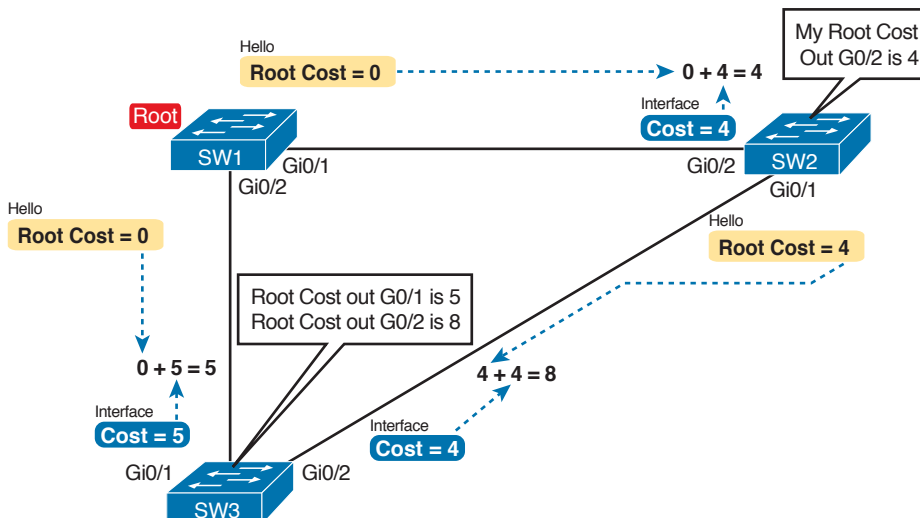 Hello
Root Cost = 0
0 + 4 = 4
My Root Cost
Out G0/2 is 4
Root
Interface
Cost = 4
SW1
Gi0/1
Gi0/2
SW2
Gi0/2
Gi0/1
Hello
Root Cost = 0
Hello
Root Cost = 4
Root Cost out G0/1 is 5
Root Cost out G0/2 is 8
0 + 5 = 5
4 + 4 = 8
Interface
Cost = 5
Interface
Cost = 4
Gi0/1
Gi0/2
SW3